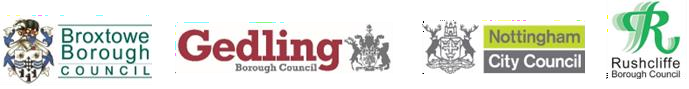 Broxtowe
Borough
COUNCIL
Gedling
Borough Council
Nottingham
City Council
Rushcliffe
Borough Council